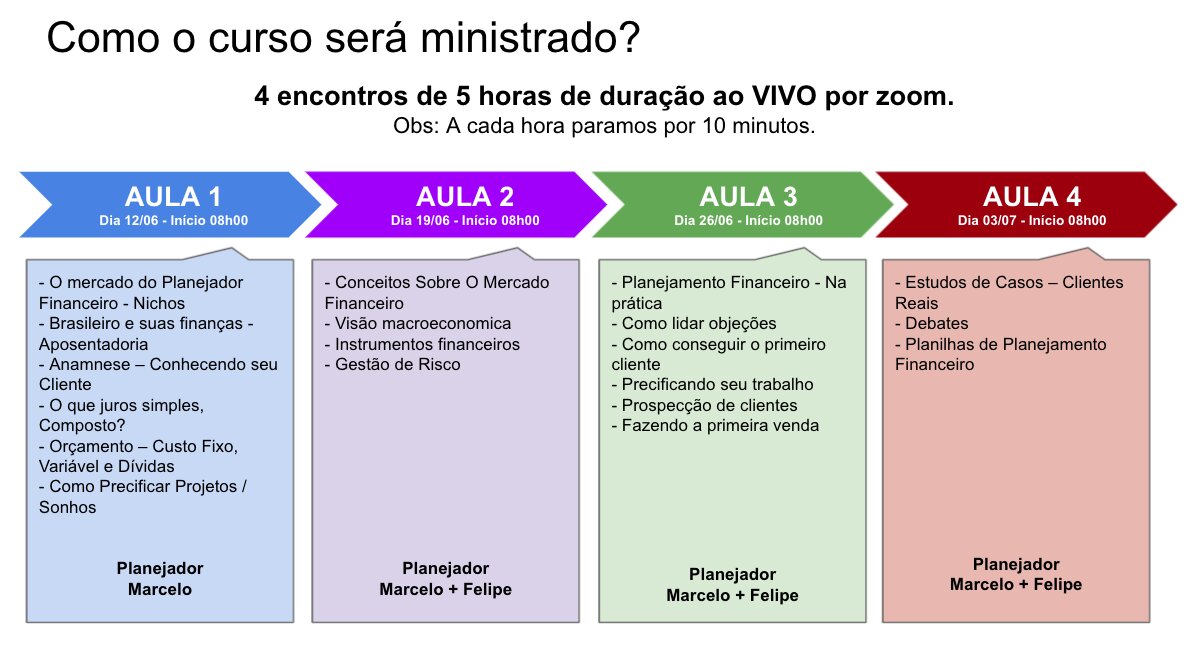 Como o curso será ministrado?
4 encontros de 5 horas de duração ao VIVO por zoom.
Obs: A cada hora paramos por 10 minutos.
AULA 1
Dia 12/06 - Início 08h00
- O mercado do Planejador
Financeiro - Nichos
- Brasileiro e suas finanças -
Aposentadoria
- Anamnese – Conhecendo seu
Cliente
- O que juros simples,
Composto?
- Orçamento – Custo Fixo,
Variável e Dívidas
- Como Precificar Projetos /
Sonhos
Planejador
Marcelo
AULA 2
Dia 19/06 - Início 08h00
- Conceitos Sobre O Mercado
Financeiro
- Visão macroeconomica
- Instrumentos financeiros
- Gestão de Risco
Planejador
Marcelo + Felipe
AULA 3
Dia 26/06 - Início 08h00
- Planejamento Financeiro - Na
prática
- Como lidar objeções
- Como conseguir o primeiro
cliente
- Precificando seu trabalho
- Prospecção de clientes
- Fazendo a primeira venda
Planejador
Marcelo + Felipe
AULA 4
Dia 03/07 - Início 08h00
- Estudos de Casos – Clientes
Reais
- Debates
- Planilhas de Planejamento
Financeiro
Planejador
Marcelo + Felipe